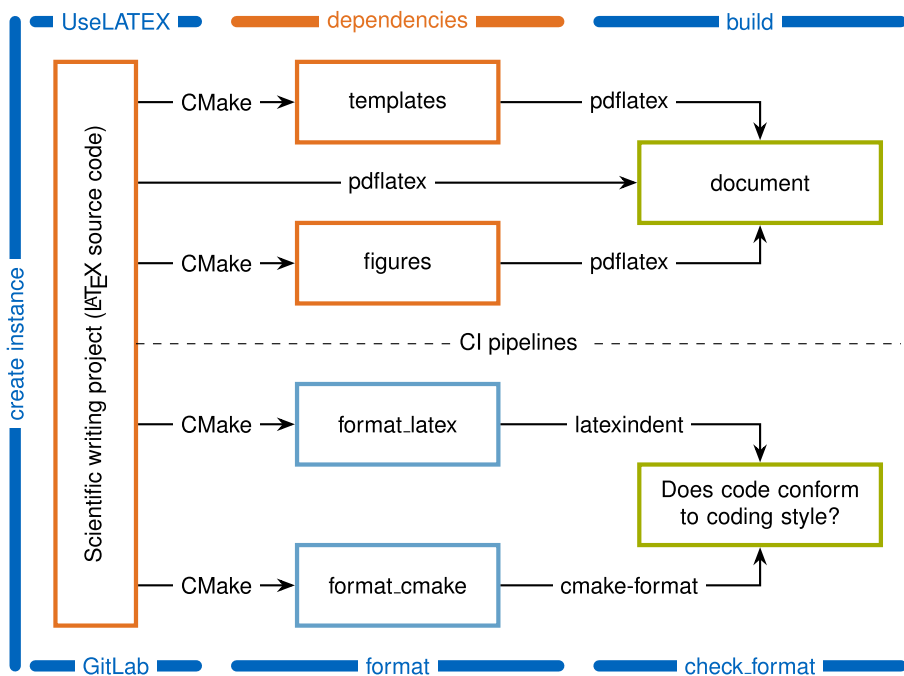 UseLATEX
dependencies
build
create instance
Scientific writing project (LATEX source code)
CMake
templates
pdflatex
pdflatex
document
CMake
figures
pdflatex
CI pipelines
CMake
format_latex
latexindent
Does code conform
to coding style?
CMake
format_cmake
cmake-format
GitLab
format
check_format